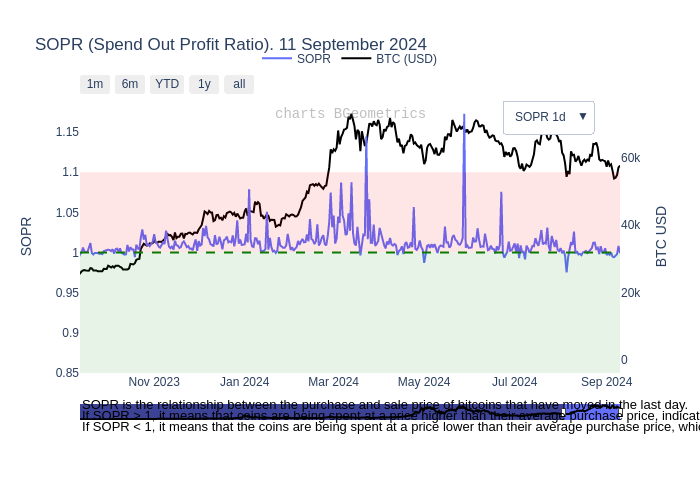 SOPR (Spend Out Profit Ratio). 11 September 2024
SOPR BTC (USD)
1m 6m YTD 1y all
charts BGeometrics
SOPR 1d ▼
1.15
1.1
1.05
1
0.95
0.9
0.85
SOPR
60k
40k
20k
0
BTC USD
Nov 2023 Jan 2024 Mar 2024 May 2024 Jul 2024 Sep 2024
SOPR is the relationship between the purchase and sale price of bitcoins that have moved in the last day.
If SOPR > 1, it means that coins are being spent at a price higher than their average purchase price, indicat
If SOPR < 1, it means that the coins are being spent at a price lower than their average purchase price, whic